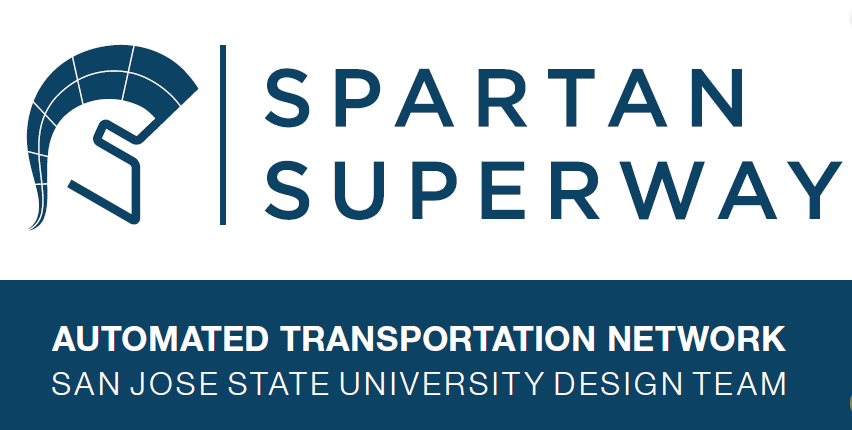 SPARTAN
SUPERWAY
AUTOMATED TRANSPORTATION NETWORK
SAN JOSE STATE UNIVERSITY DESIGN TEAM